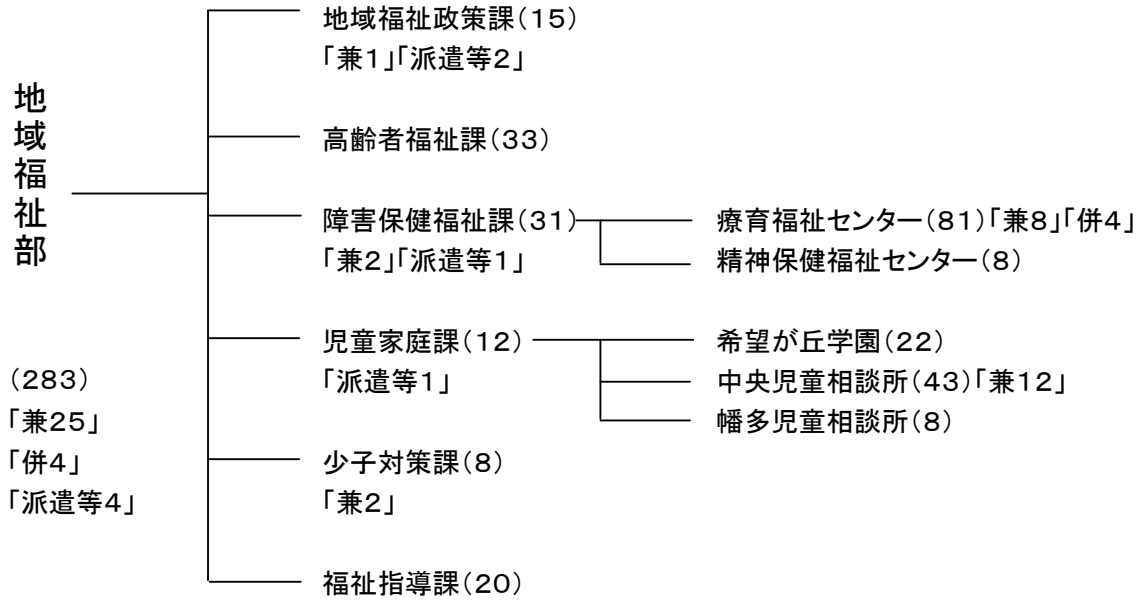 地域福祉部
(283)
「兼25」
「併4」
「派遣等4」
地域福祉政策課(15)
「兼1」「派遣等2」
高齢者福祉課(33)
障害保健福祉課(31)
「兼2」「派遣等1」
療育福祉センター(81)「兼8」「併4」
精神保健福祉センター(8)
児童家庭課(12)
「派遣等1」
希望が丘学園(22)
中央児童相談所(43)「兼12」
幡多児童相談所(8)
少子対策課(8)
「兼2」
福祉指導課(20)